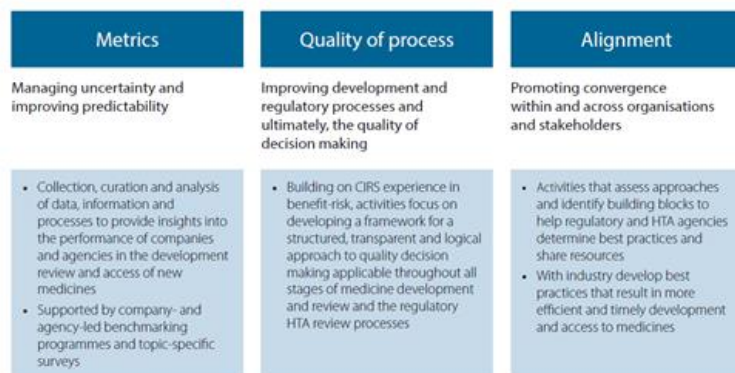 Metrics
Managing uncertainty and
improving predictability
• Collection, curation and analysis
of data, information and
processes to provide insights into
the performance of companies
and agencies in the development
review and access of new
medicines
• Supported by company- and
agency-led benchmarking
programmes and topic-specific
surveys
Quality of process
Improving development and
regulatory processes and
ultimately, the quality of
decision making
• Building on CIRS experience in
benefit-risk, activities focus on
developing a framework for a
structured, transparent and logical
approach to quality decision
making applicable throughout all
stages of medicine development
and review and the regulatory
HTA review processes
Alignment
Promoting convergence
within and across organisations
and stakeholders
• Activities that assess approaches
and identify building blocks to
help regulatory and HTA agencies
determine best practices and
share resources
• With industry develop best
practices that result in more
efficient and timely development
and access to medicines